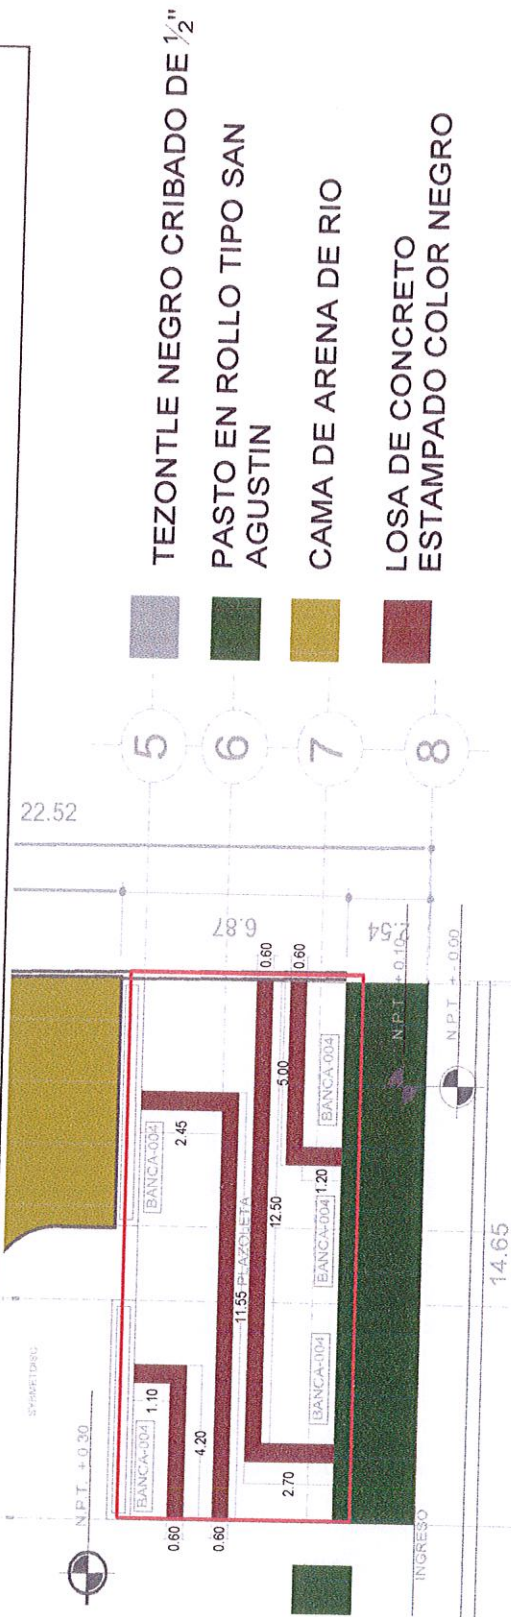 TEZONTLE NEGRO CRIBADO DE ½"
PASTO EN ROLLO TIPO SAN
AGUSTIN
CAMA DE ARENA DE RIO
LOSA DE CONCRETO
ESTAMPADO COLOR NEGRO
5
6
7
8
22.52
6.87
N.P.T. + 0.30
BANCA-004
1.10
0.60
4.20
0.60
BANCA-004
2.45
11.55 PLAZOLETA
12.50
0.60
5.00
0.60
2.70
BANCA-004
BANCA-004
1.20
BANCA-004
N.P.T. + 0.10
N.P.T. + - 0.00
INGRESO
14.65